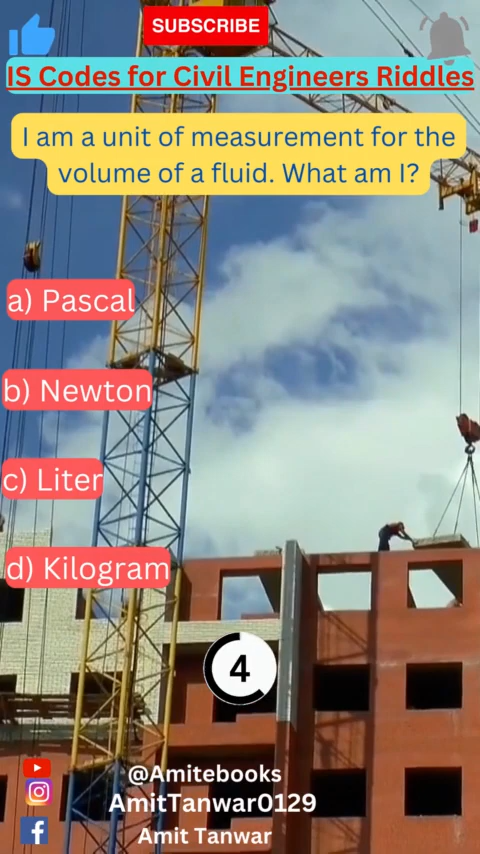 SUBSCRIBE
IS Codes for Civil Engineers Riddles
I am a unit of measurement for the
volume of a fluid. What am I?
a) Pascal
b) Newton
c) Liter
d) Kilogram
4
@Amitebooks
AmitTanwar0129
Amit Tanwar